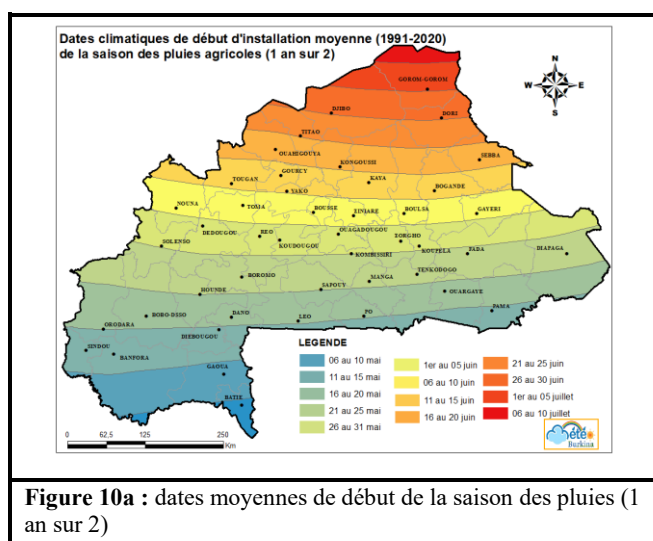 Dates climatiques de début d'installation moyenne (1991-2020)
de la saison des pluies agricoles (1 an sur 2)
N
W E
S
GOROM-GOROM
DJIBO
DORI
TITAO
OUAHIGOUYA
KONGOUSSI
SEBBA
GOURCY
TOUGAN
KAYA
YAKO
BOGANDE
NOUNA
TOMA
BOUSSE
ZINIARE
BOULSA
GAYERI
DEDOUGOU
REO
OUAGADOUGOU
SOLENSO
KOUDOUGOU
ZORGHO
KOUPELA
KOMBISSIRI
FADA
DIAPAGA
BOROMO
MANGA
TENKODOGO
HOUNDE
SAPOUY
OUARGAYE
BOBO-DSSO
DANO
LEO
PO
PAMA
ORODARA
DIEBOUGOU
SINDOU
BANFORA
GAOUA
BATIE
LEGENDE
06 au 10 mai
11 au 15 mai
16 au 20 mai
21 au 25 mai
26 au 31 mai
1er au 05 juin
06 au 10 juin
11 au 15 juin
16 au 20 juin
21 au 25 juin
26 au 30 juin
1er au 05 juillet
06 au 10 juillet
0 62,5 125 250
Km
météo
Burkina
Figure 10a : dates moyennes de début de la saison des pluies (1
an sur 2)